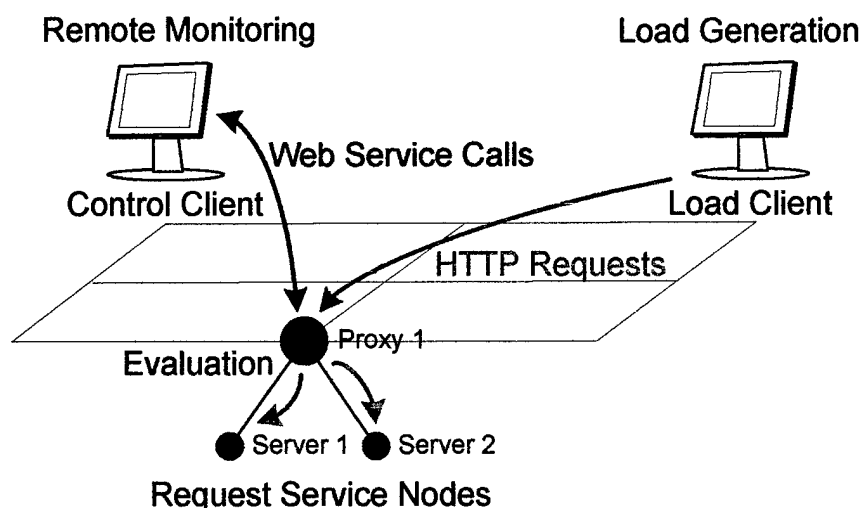 Remote Monitoring
Load Generation
Web Service Calls
Control Client
Load Client
HTTP Requests
Proxy 1
Evaluation
Server 1
Server 2
Request Service Nodes